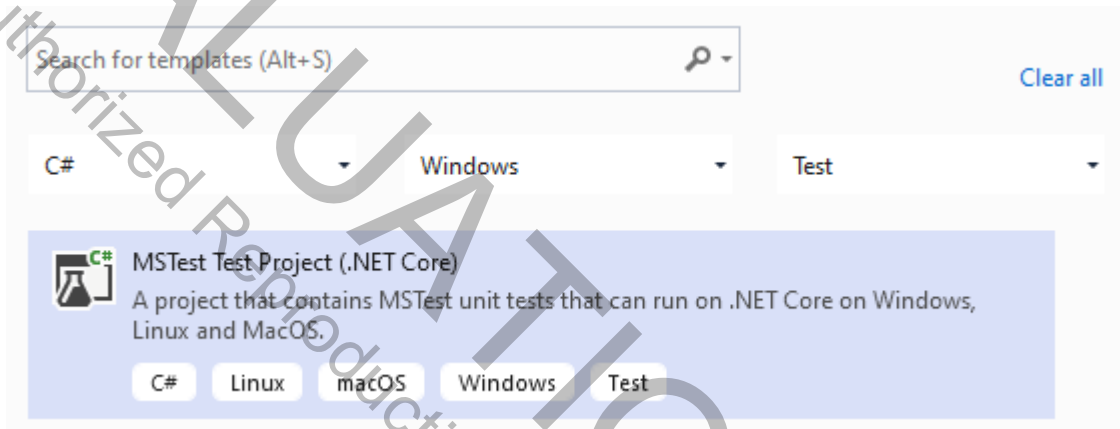 Search for templates (Alt+S)
Clear all
C#
Windows
Test
C#
MSTest Test Project (.NET Core)
A project that contains MSTest unit tests that can run on .NET Core on Windows,
Linux and MacOS.
C#
Linux
macOS
Windows
Test